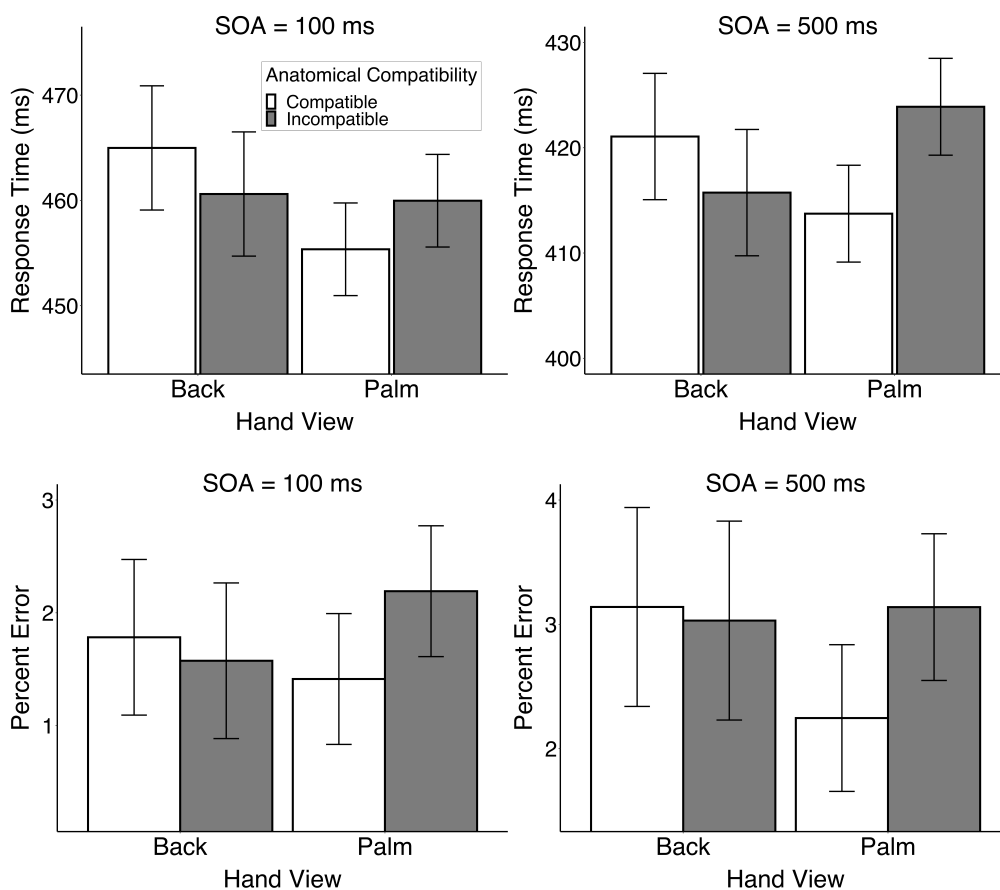 SOA = 100 ms
Response Time (ms)
470
460
450
Anatomical Compatibility
Compatible
Incompatible
Back
Palm
Hand View
SOA = 500 ms
Response Time (ms)
430
420
410
400
Back
Palm
Hand View
SOA = 100 ms
Percent Error
3
2
1
Back
Palm
Hand View
SOA = 500 ms
Percent Error
4
3
2
Back
Palm
Hand View